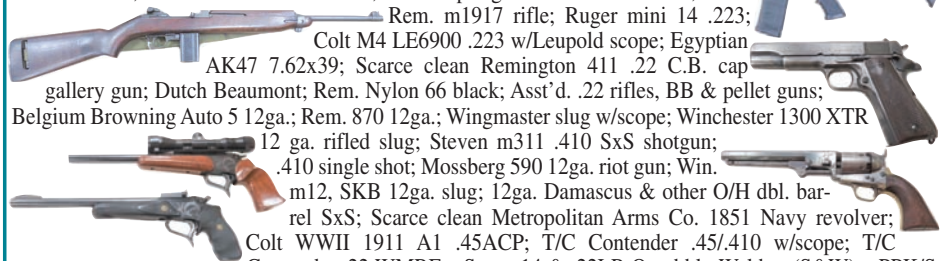 Rem. m1917 rifle; Ruger mini 14 .223;
Colt M4 LE6900 .223 w/Leupold scope; Egyptian
AK47 7.62x39; Scarce clean Remington 411 .22 C.B. cap
gallery gun; Dutch Beaumont; Rem. Nylon 66 black; Asst'd. .22 rifles, BB & pellet guns;
Belgium Browning Auto 5 12ga.; Rem. 870 12ga.; Wingmaster slug w/scope; Winchester 1300 XTR
12 ga. rifled slug; Steven m311 .410 SxS shotgun;
.410 single shot; Mossberg 590 12ga. riot gun; Win.
m12, SKB 12ga. slug; 12ga. Damascus & other O/H dbl. bar-
rel SxS; Scarce clean Metropolitan Arms Co. 1851 Navy revolver;
Colt WWII 1911 A1 .45ACP; T/C Contender .45/.410 w/scope; T/C